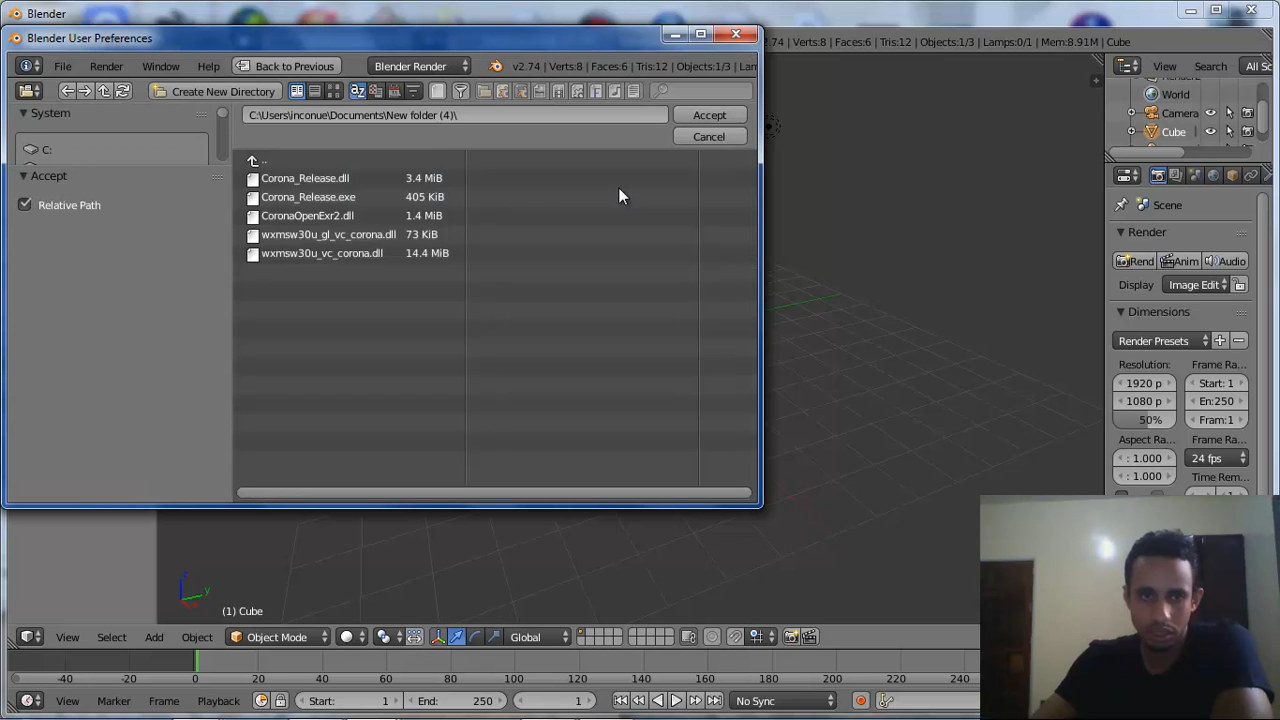 Blender
Blender User Preferences
File Render Window Help Back to Previous Blender Render v2.74 | Verts:8 | Faces:6 | Tris:12 | Objects:1/3 | Lam
2.74 | Verts:8 | Faces:6 | Tris:12 | Objects:1/3 | Lamps:0/1 | Mem:8.91M | Cube
View Search All Sc
Create New Directory
World
Camera
Cube
System
C:\Users\inconue\Documents\New folder (4)\ Accept
Cancel
C:
..
Accept
Relative Path
Corona_Release.dll 3.4 MiB
Corona_Release.exe 405 KiB
CoronaOpenExr2.dll 1.4 MiB
wxmsw30u_gl_vc_corona.dll 73 KiB
wxmsw30u_vc_corona.dll 14.4 MiB
Scene
Render
Rend Anim Audio
Display Image Edit
Dimensions
Render Presets
Resolution: Frame Ra...
1920 p Start: 1
1080 p En:250
50% Fram:1
Aspect Ra... Frame Ra...
: 1.000 24 fps
: 1.000 Time Rem...
z
y
(1) Cube
View Select Add Object Object Mode Global
-40 -20 0 20 40 60 80 100 120 140 160 180 200 220 240
View Marker Frame Playback Start: 1 End: 250 1 No Sync